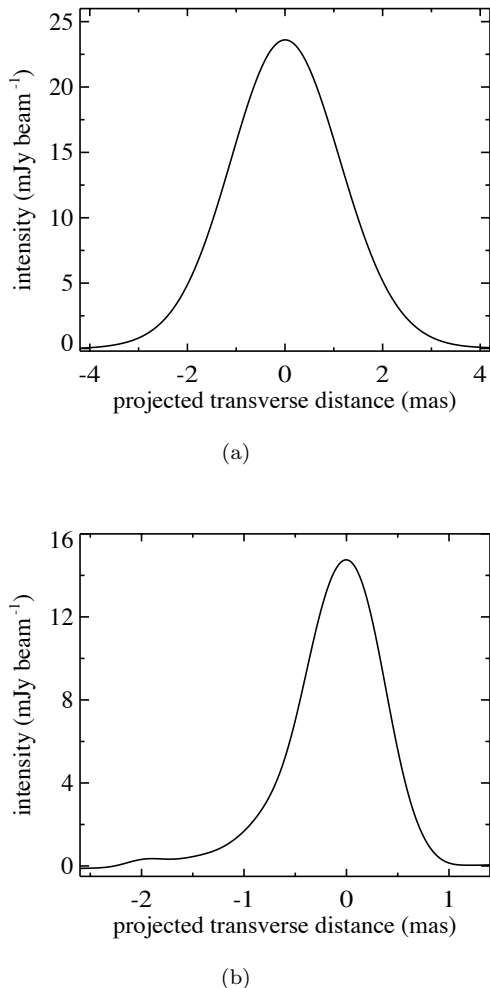 25
20
15
10
5
0
intensity (mJy beam⁻¹)
-4 -2 0 2 4
projected transverse distance (mas)
(a)
16
12
8
4
0
intensity (mJy beam⁻¹)
-2 -1 0 1
projected transverse distance (mas)
(b)